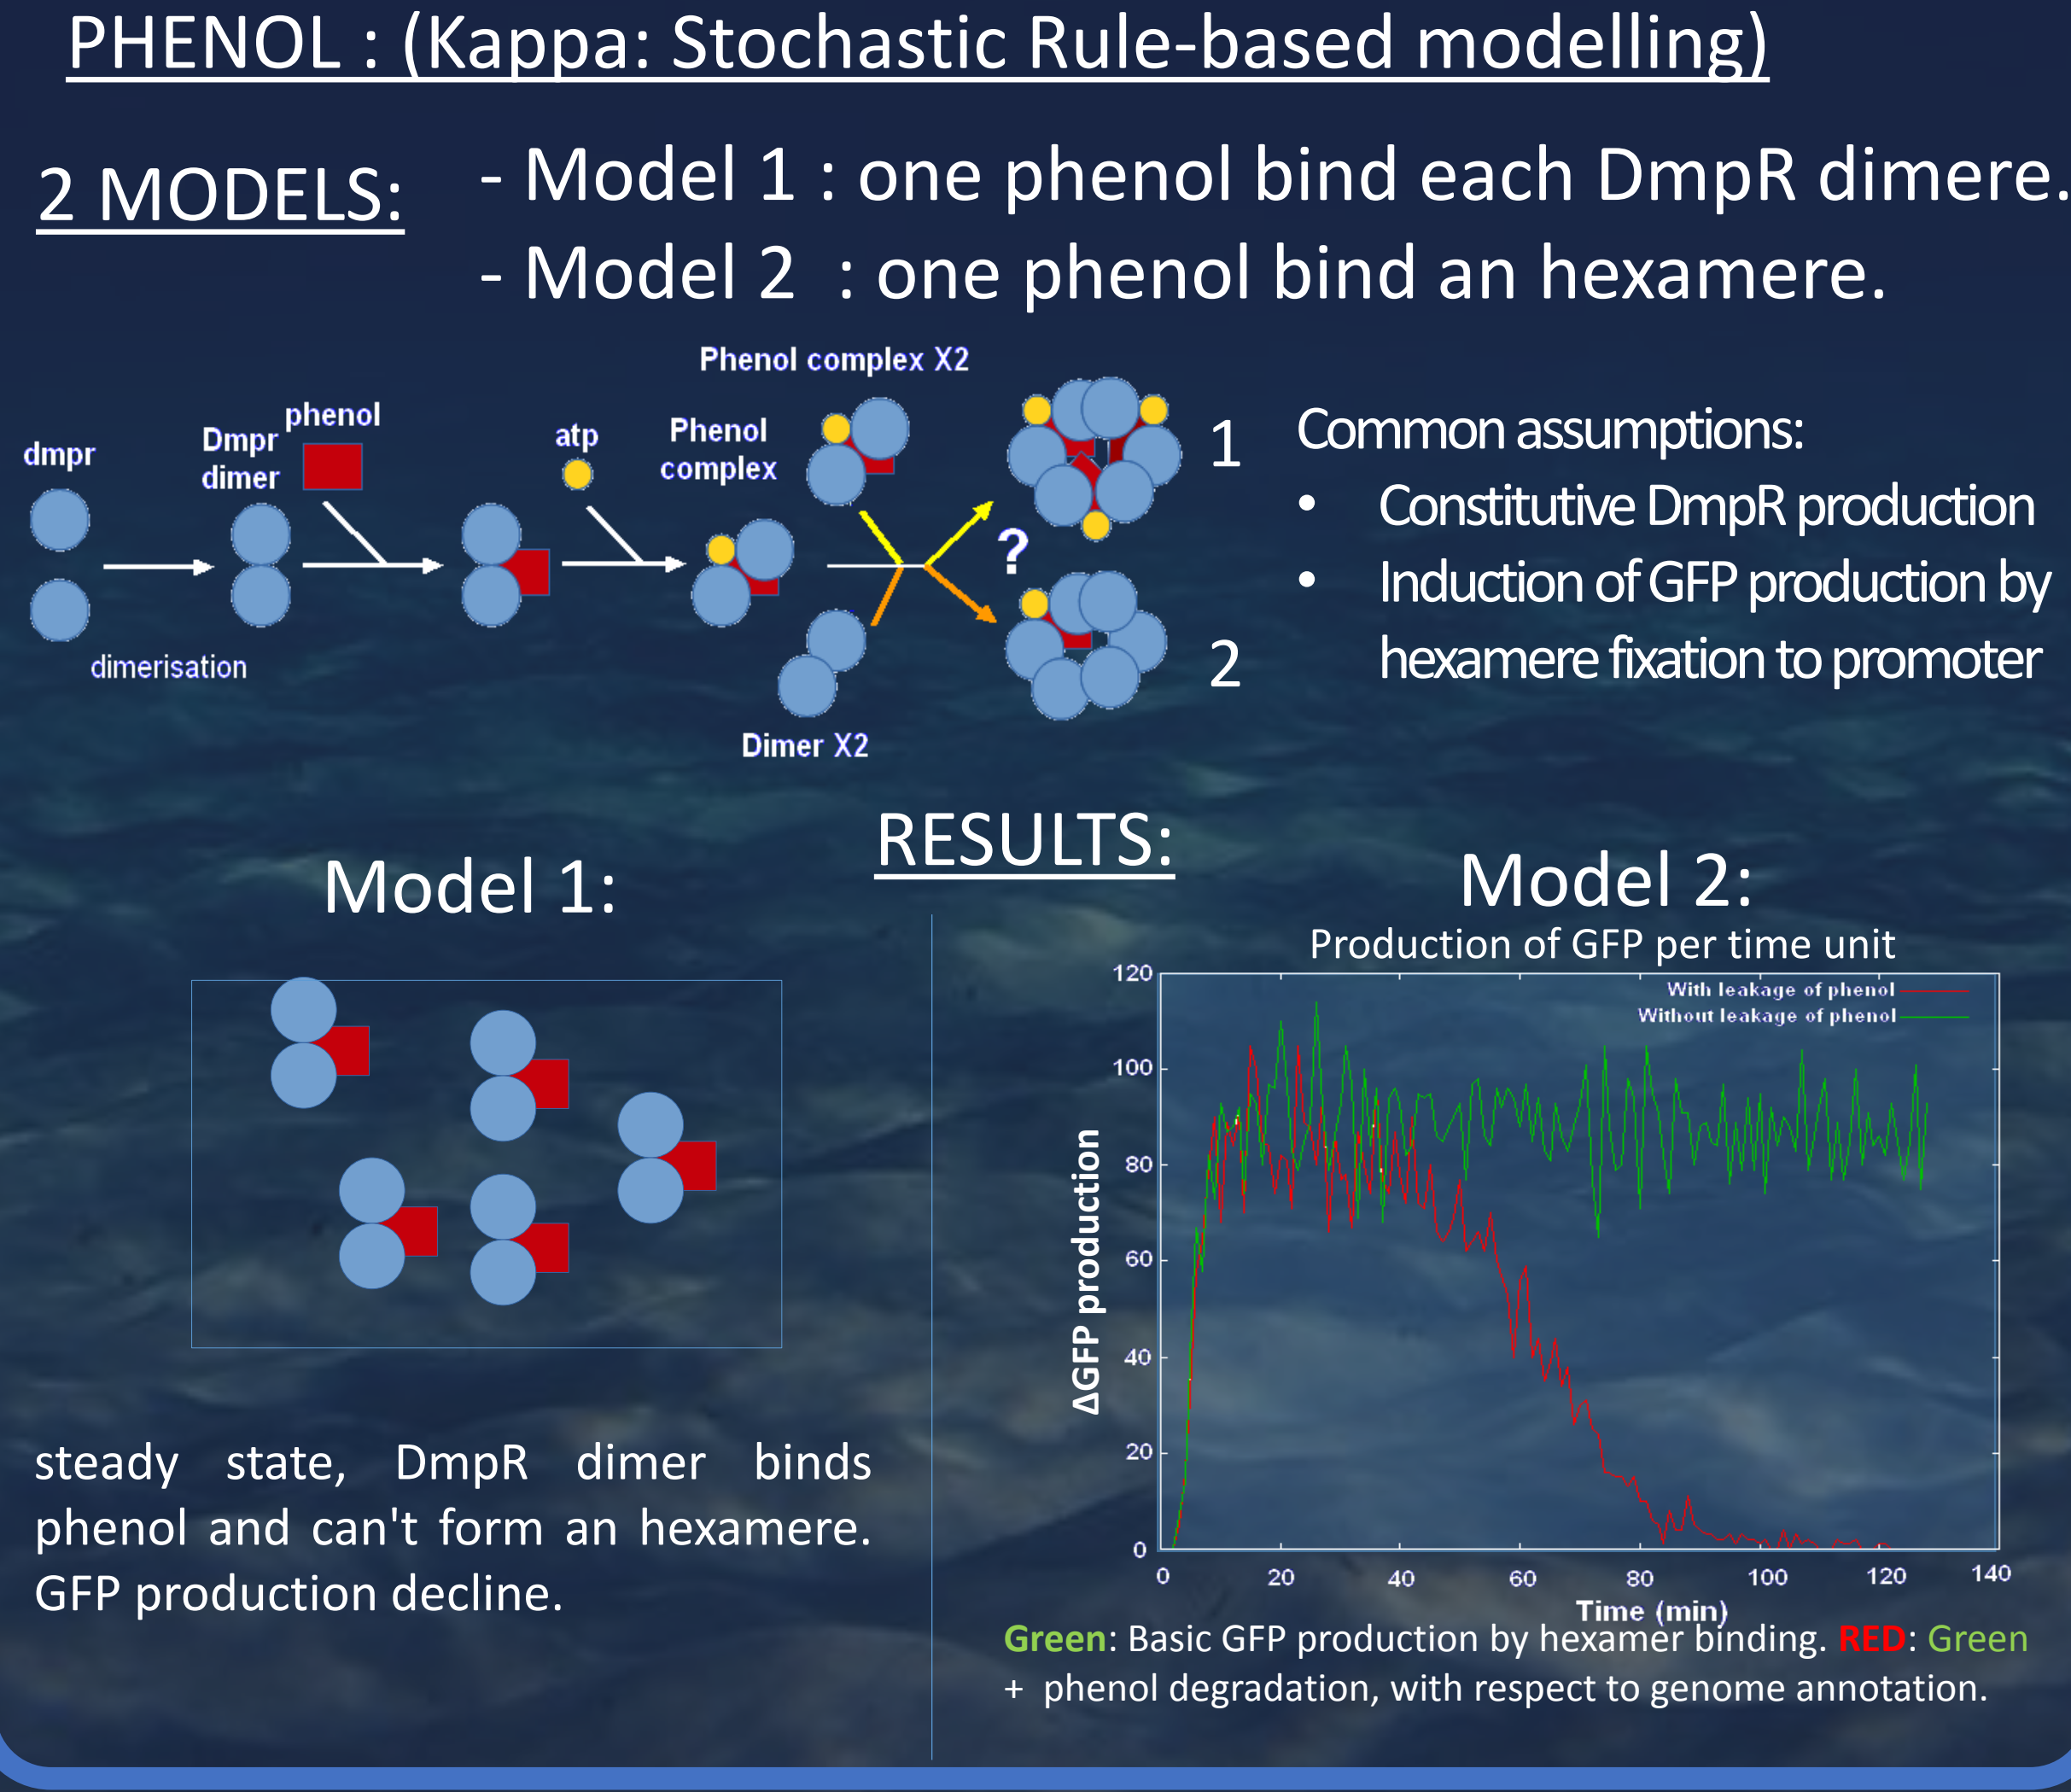 PHENOL : (Kappa: Stochastic Rule-based modelling)
2 MODELS:
- Model 1 : one phenol bind each DmpR dimere.
- Model 2  : one phenol bind an hexamere.
dmpr
Dmpr
dimer
phenol
atp
Phenol
complex
Phenol complex X2
dimerisation
Dimer X2
?
1
2
Common assumptions:
• Constitutive DmpR production
• Induction of GFP production by
hexamere fixation to promoter
RESULTS:
Model 1:
steady state, DmpR dimer binds
phenol and can't form an hexamere.
GFP production decline.
Model 2:
Production of GFP per time unit
With leakage of phenol
Without leakage of phenol
ΔGFP production
120
100
80
60
40
20
0
0 20 40 60 80 100 120 140
Time (min)
Green: Basic GFP production by hexamer binding. RED: Green
+ phenol degradation, with respect to genome annotation.